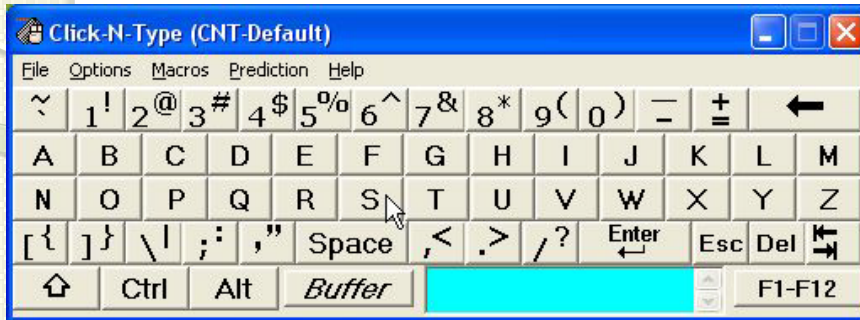 Click-N-Type (CNT-Default)
File Options Macros Prediction Help
~ ` 1 ! 2 @ 3 # 4 $ 5 % 6 ^ 7 & 8 * 9 ( 0 ) _ - + =
A B C D E F G H I J K L M
N O P Q R S T U V W X Y Z
[ { ] } \ | ; : , " Space , < . > / ? Enter Esc Del
Ctrl Alt Buffer F1-F12